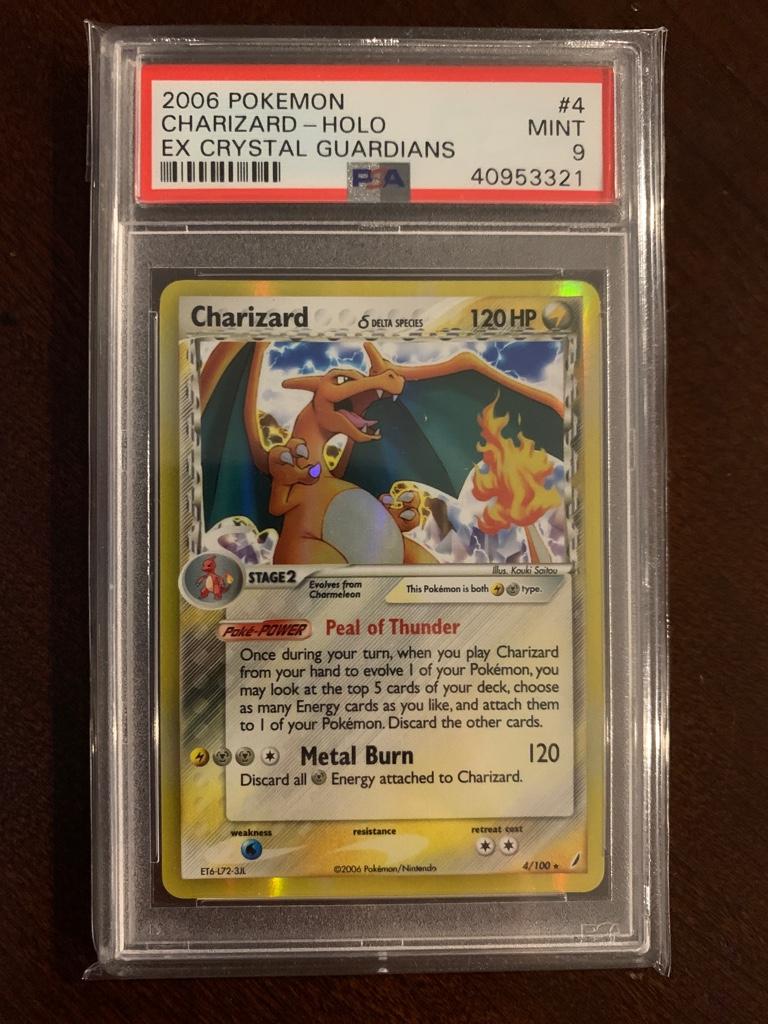 2006 POKEMON #4
CHARIZARD-HOLO MINT
EX CRYSTAL GUARDIANS 9
PSA 40953321
Charizard δ DELTA SPECIES 120 HP
Illus. Kouki Saitou
STAGE 2 Evolves from Charmeleon This Pokémon is both type.
Poké-POWER Peal of Thunder
Once during your turn, when you play Charizard
from your hand to evolve 1 of your Pokémon, you
may look at the top 5 cards of your deck, choose
as many Energy cards as you like, and attach them
to 1 of your Pokémon. Discard the other cards.
Metal Burn 120
Discard all Energy attached to Charizard.
weakness resistance retreat cost
ET6-L72-3JL ©2006 Pokémon/Nintendo 4/100 ★
PSA